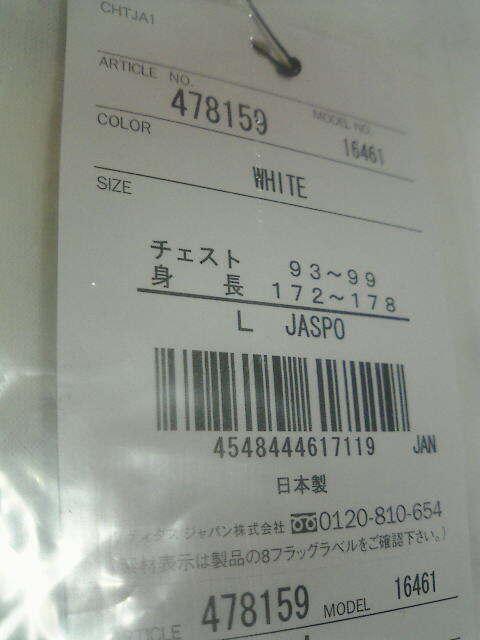 CHTJA1
ARTICLE NO. 478159 MODEL NO. 16461
COLOR WHITE
SIZE
チェスト 93~99
身長 172~178
L JASPO
4548444617119 JAN
日本製
ジャパン株式会社 0120-810-654
材表示は製品の8フラッグラベルをご確認下さい。)
ARTICLE NO. 478159 MODEL 16461